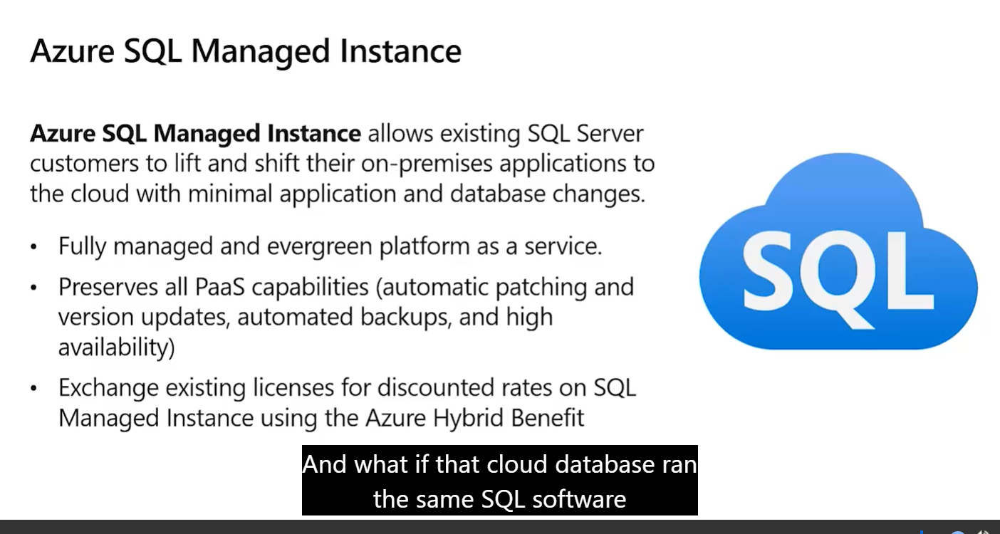 Azure SQL Managed Instance
Azure SQL Managed Instance allows existing SQL Server
customers to lift and shift their on-premises applications to
the cloud with minimal application and database changes.
• Fully managed and evergreen platform as a service.
• Preserves all PaaS capabilities (automatic patching and
version updates, automated backups, and high
availability)
• Exchange existing licenses for discounted rates on SQL
Managed Instance using the Azure Hybrid Benefit
SQL
And what if that cloud database ran
the same SQL software